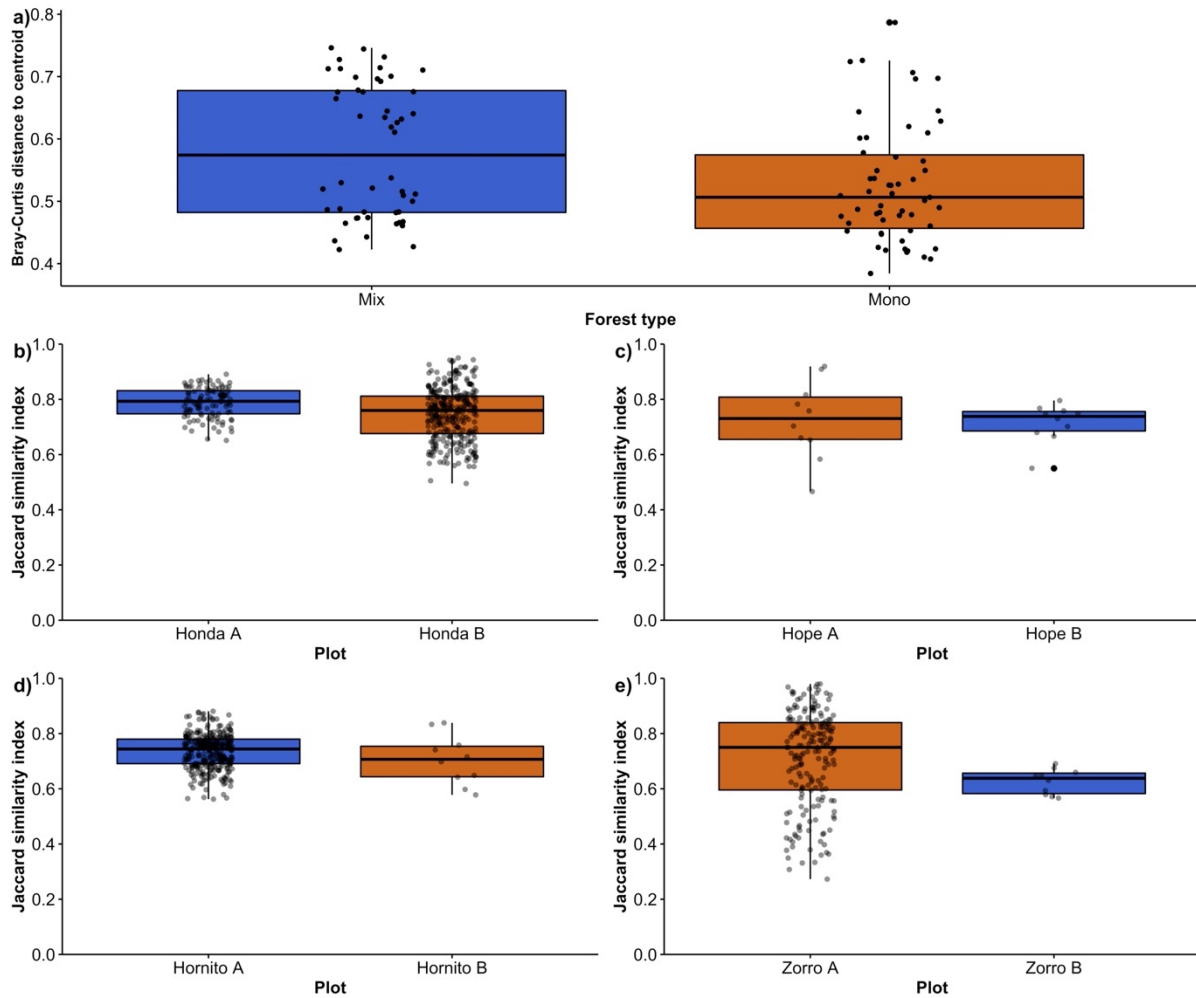 a)
Bray-Curtis distance to centroid
0.8
0.7
0.6
0.5
0.4
Mix
Mono
Forest type
b)
Jaccard similarity index
1.0
0.8
0.6
0.4
0.2
0.0
Honda A
Honda B
Plot
c)
Jaccard similarity index
1.0
0.8
0.6
0.4
0.2
0.0
Hope A
Hope B
Plot
d)
Jaccard similarity index
1.0
0.8
0.6
0.4
0.2
0.0
Hornito A
Hornito B
Plot
e)
Jaccard similarity index
1.0
0.8
0.6
0.4
0.2
0.0
Zorro A
Zorro B
Plot